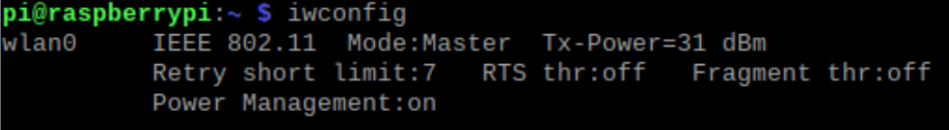 pi@raspberrypi:~ $ iwconfig
wlan0     IEEE 802.11  Mode:Master  Tx-Power=31 dBm
          Retry short limit:7   RTS thr:off   Fragment thr:off
          Power Management:on